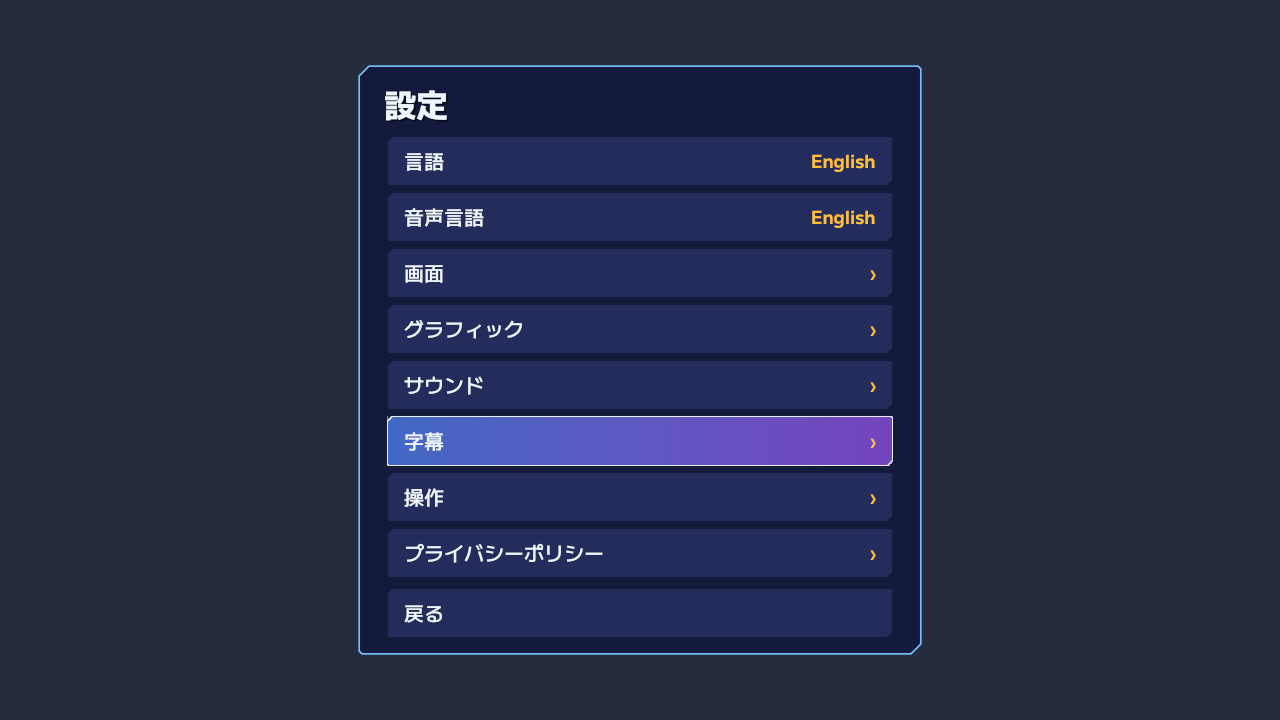 設定
言語 English
音声言語 English
画面 ›
グラフィック ›
サウンド ›
字幕 ›
操作 ›
プライバシーポリシー ›
戻る